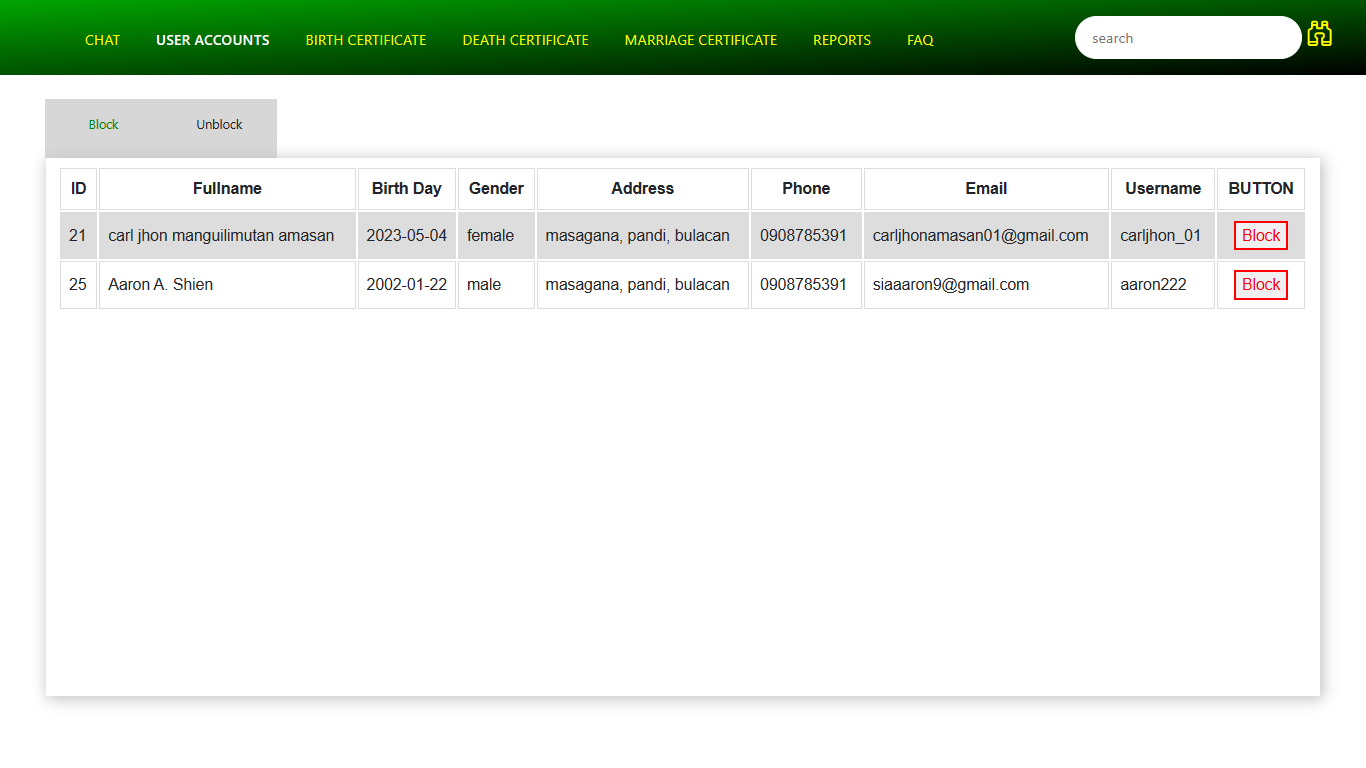 CHAT USER ACCOUNTS BIRTH CERTIFICATE DEATH CERTIFICATE MARRIAGE CERTIFICATE REPORTS FAQ search
Block Unblock
ID Fullname Birth Day Gender Address Phone Email Username BUTTON
21 carl jhon manguilimutan amasan 2023-05-04 female masagana, pandi, bulacan 0908785391 carljhonamasan01@gmail.com carljhon_01 Block
25 Aaron A. Shien 2002-01-22 male masagana, pandi, bulacan 0908785391 siaaaron9@gmail.com aaron222 Block